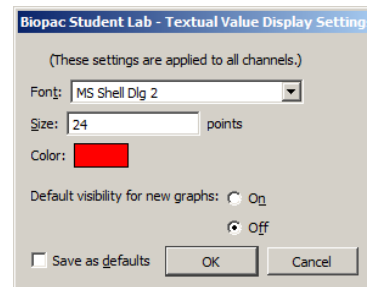 Biopac Student Lab - Textual Value Display Setting
(These settings are applied to all channels.)
Font: MS Shell Dlg 2
Size: 24 points
Color:
Default visibility for new graphs: On
Off
Save as defaults OK Cancel